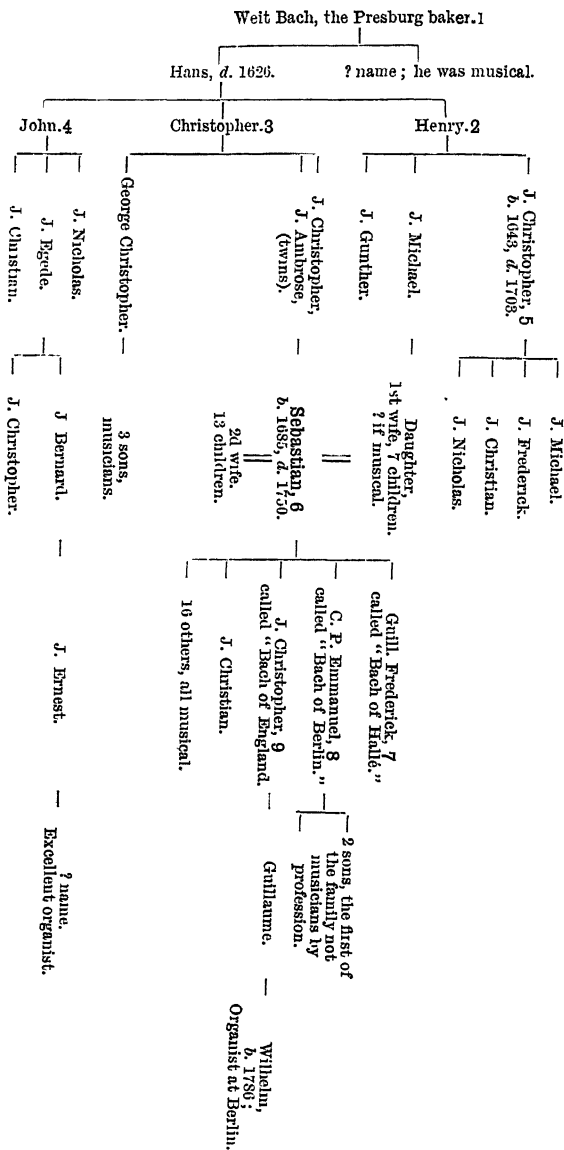 Weit Bach, the Presburg baker.1
Hans, d. 1626.
? name; he was musical.
John.4
Christopher.3
Henry.2
J. Nicholas.
J. Egede.
J. Christian.
George Christopher.
J. Christopher,
J. Ambrose,
(twins).
J. Michael.
J. Gunther.
J. Christopher, 5
b. 1643, d. 1703.
J Bernard.
J. Christopher.
3 sons,
musicians.
Sebastian, 6
b. 1685, d. 1750.
2d wife.
13 children.
Daughter,
1st wife, 7 children.
? if musical.
J. Michael.
J. Frederick.
J. Christian.
J. Nicholas.
J. Ernest.
Guill. Frederick, 7
called "Bach of Hallé."
C. P. Emmanuel, 8
called "Bach of Berlin."
J. Christopher, 9
called "Bach of England."
J. Christian.
16 others, all musical.
? name.
Excellent organist.
Guillaume.
2 sons, the first of
the family not
musicians by
profession.
Wilhelm,
b. 1786;
Organist at Berlin.